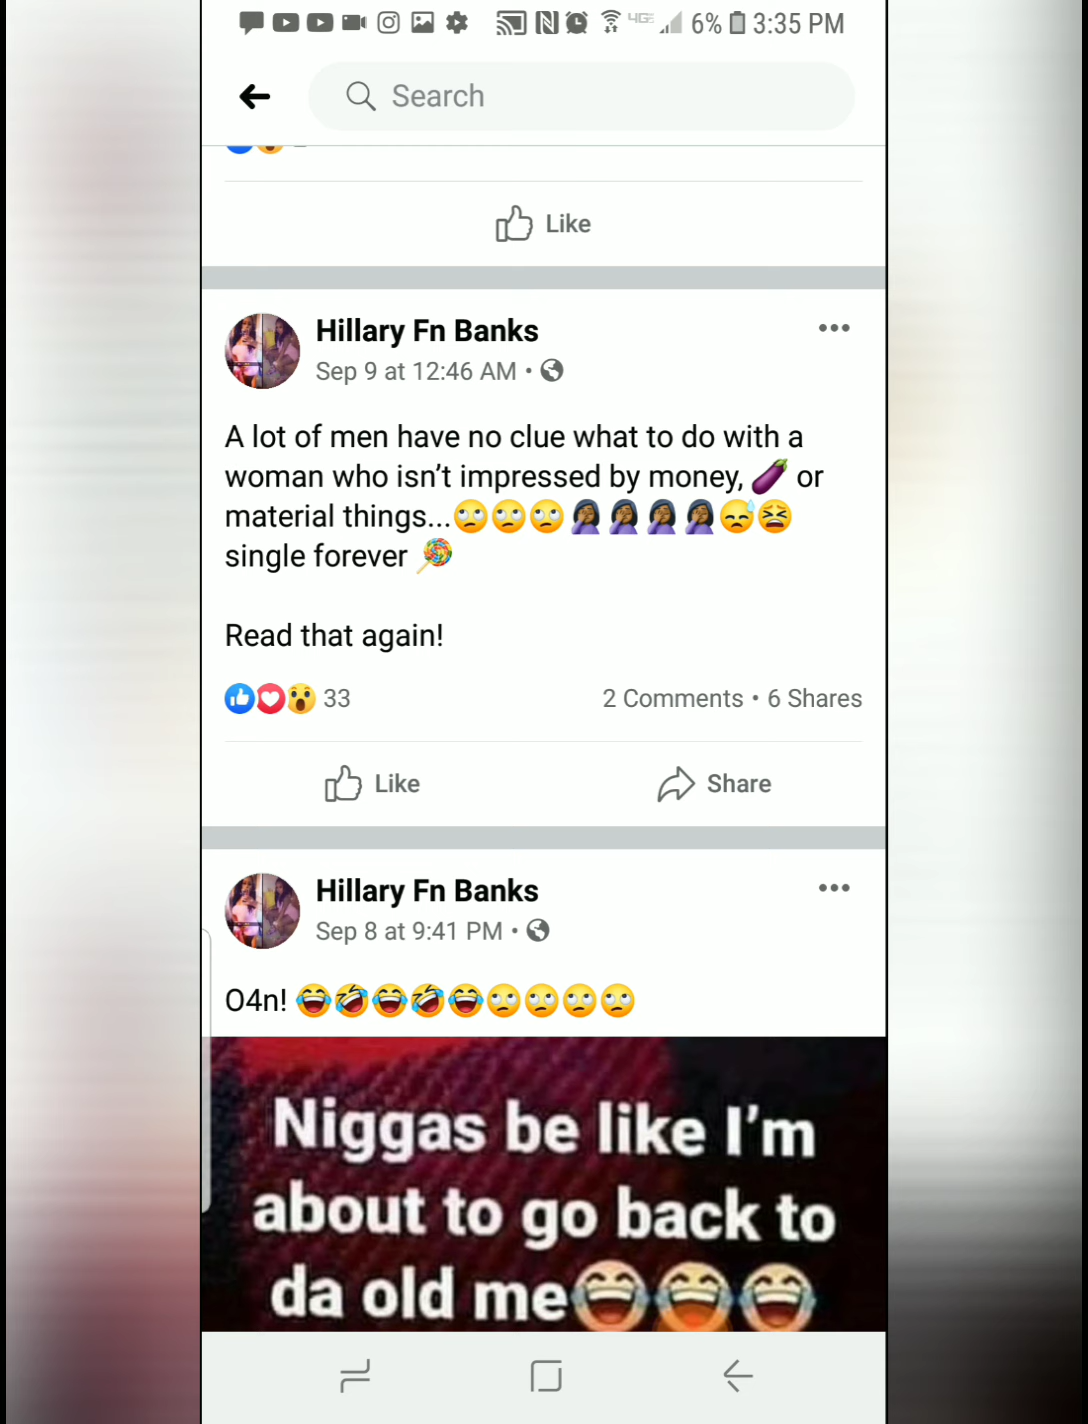 4GE 6% 3:35 PM
Search
Like
Hillary Fn Banks
Sep 9 at 12:46 AM •
A lot of men have no clue what to do with a
woman who isn't impressed by money, 🍆 or
material things...🙄🙄🙄🤦🏾‍♀️🤦🏾‍♀️🤦🏾‍♀️🤦🏾‍♀️😓😫
single forever 🍭
Read that again!
33 2 Comments • 6 Shares
Like Share
Hillary Fn Banks
Sep 8 at 9:41 PM •
O4n! 😂🤣😂🤣😂🙄🙄🙄🙄
Niggas be like I'm
about to go back to
da old me😂😂😂